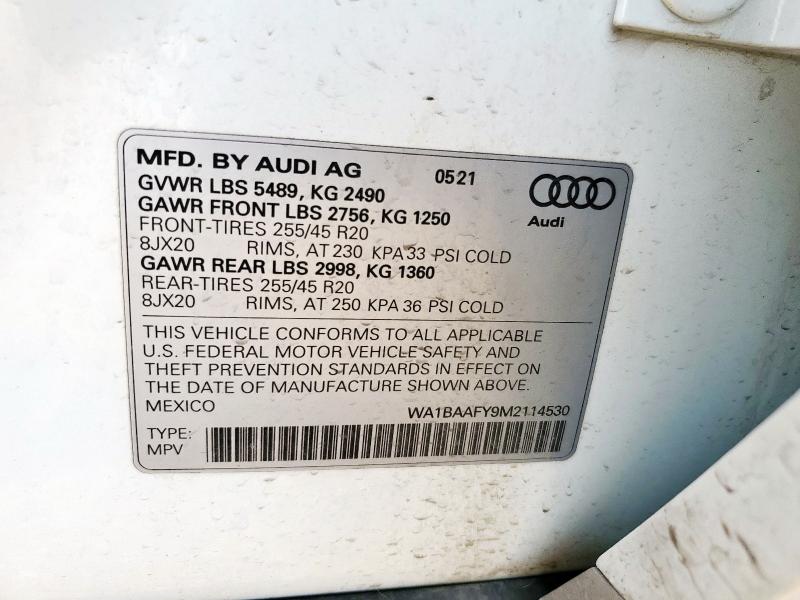 MFD. BY AUDI AG 0521
GVWR LBS 5489, KG 2490
GAWR FRONT LBS 2756, KG 1250
Audi
FRONT-TIRES 255/45 R20
8JX20 RIMS, AT 230 KPA 33 PSI COLD
GAWR REAR LBS 2998, KG 1360
REAR-TIRES 255/45 R20
8JX20 RIMS, AT 250 KPA 36 PSI COLD
THIS VEHICLE CONFORMS TO ALL APPLICABLE
U.S. FEDERAL MOTOR VEHICLE SAFETY AND
THEFT PREVENTION STANDARDS IN EFFECT ON
THE DATE OF MANUFACTURE SHOWN ABOVE.
MEXICO WA1BAAFY9M2114530
TYPE:
MPV